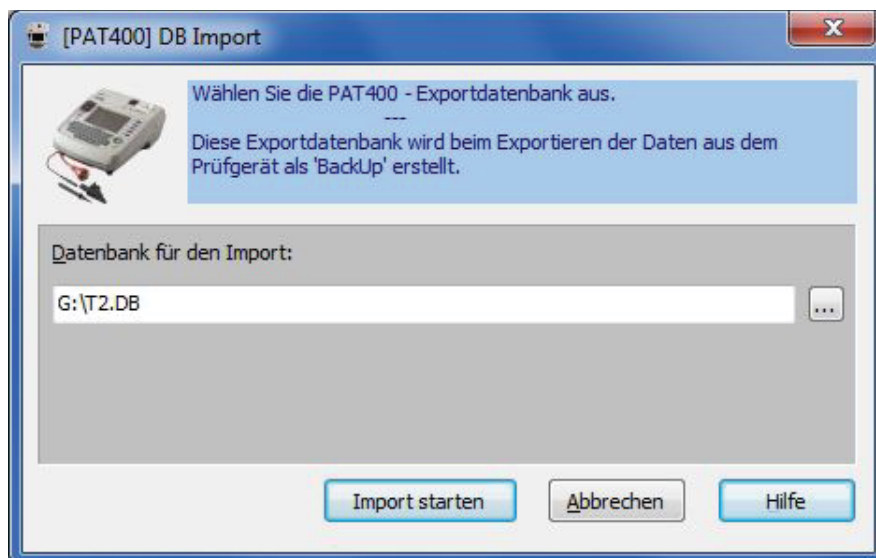 [PAT400] DB Import
Wählen Sie die PAT400 - Exportdatenbank aus.
---
Diese Exportdatenbank wird beim Exportieren der Daten aus dem
Prüfgerät als 'BackUp' erstellt.
Datenbank für den Import:
G:\T2.DB
...
Import starten
Abbrechen
Hilfe